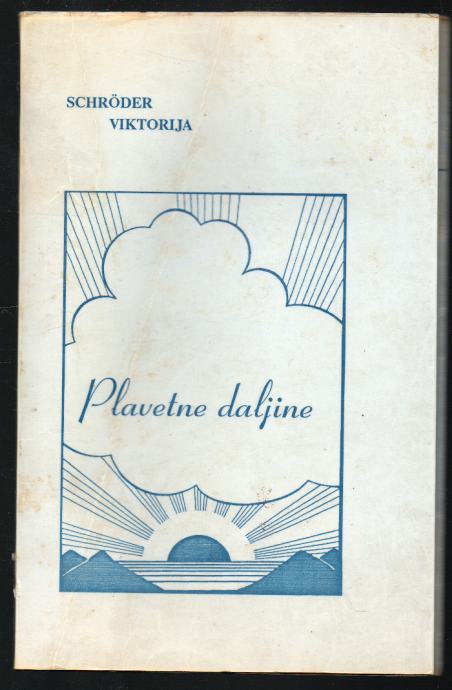 SCHRÖDER
VIKTORIJA
Plavetne daljine